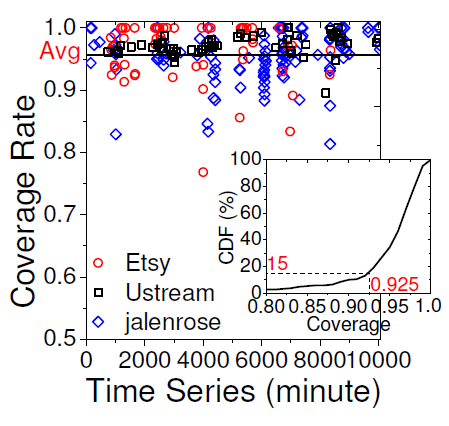 1.0
Avg
0.9
0.8
0.7
0.6
0.5
Coverage Rate
Etsy
Ustream
jalenrose
0 2000 4000 6000 8000 10000
Time Series (minute)
100
80
60
40
20
0
CDF (%)
15
0.925
0.80 0.85 0.90 0.95 1.0
Coverage